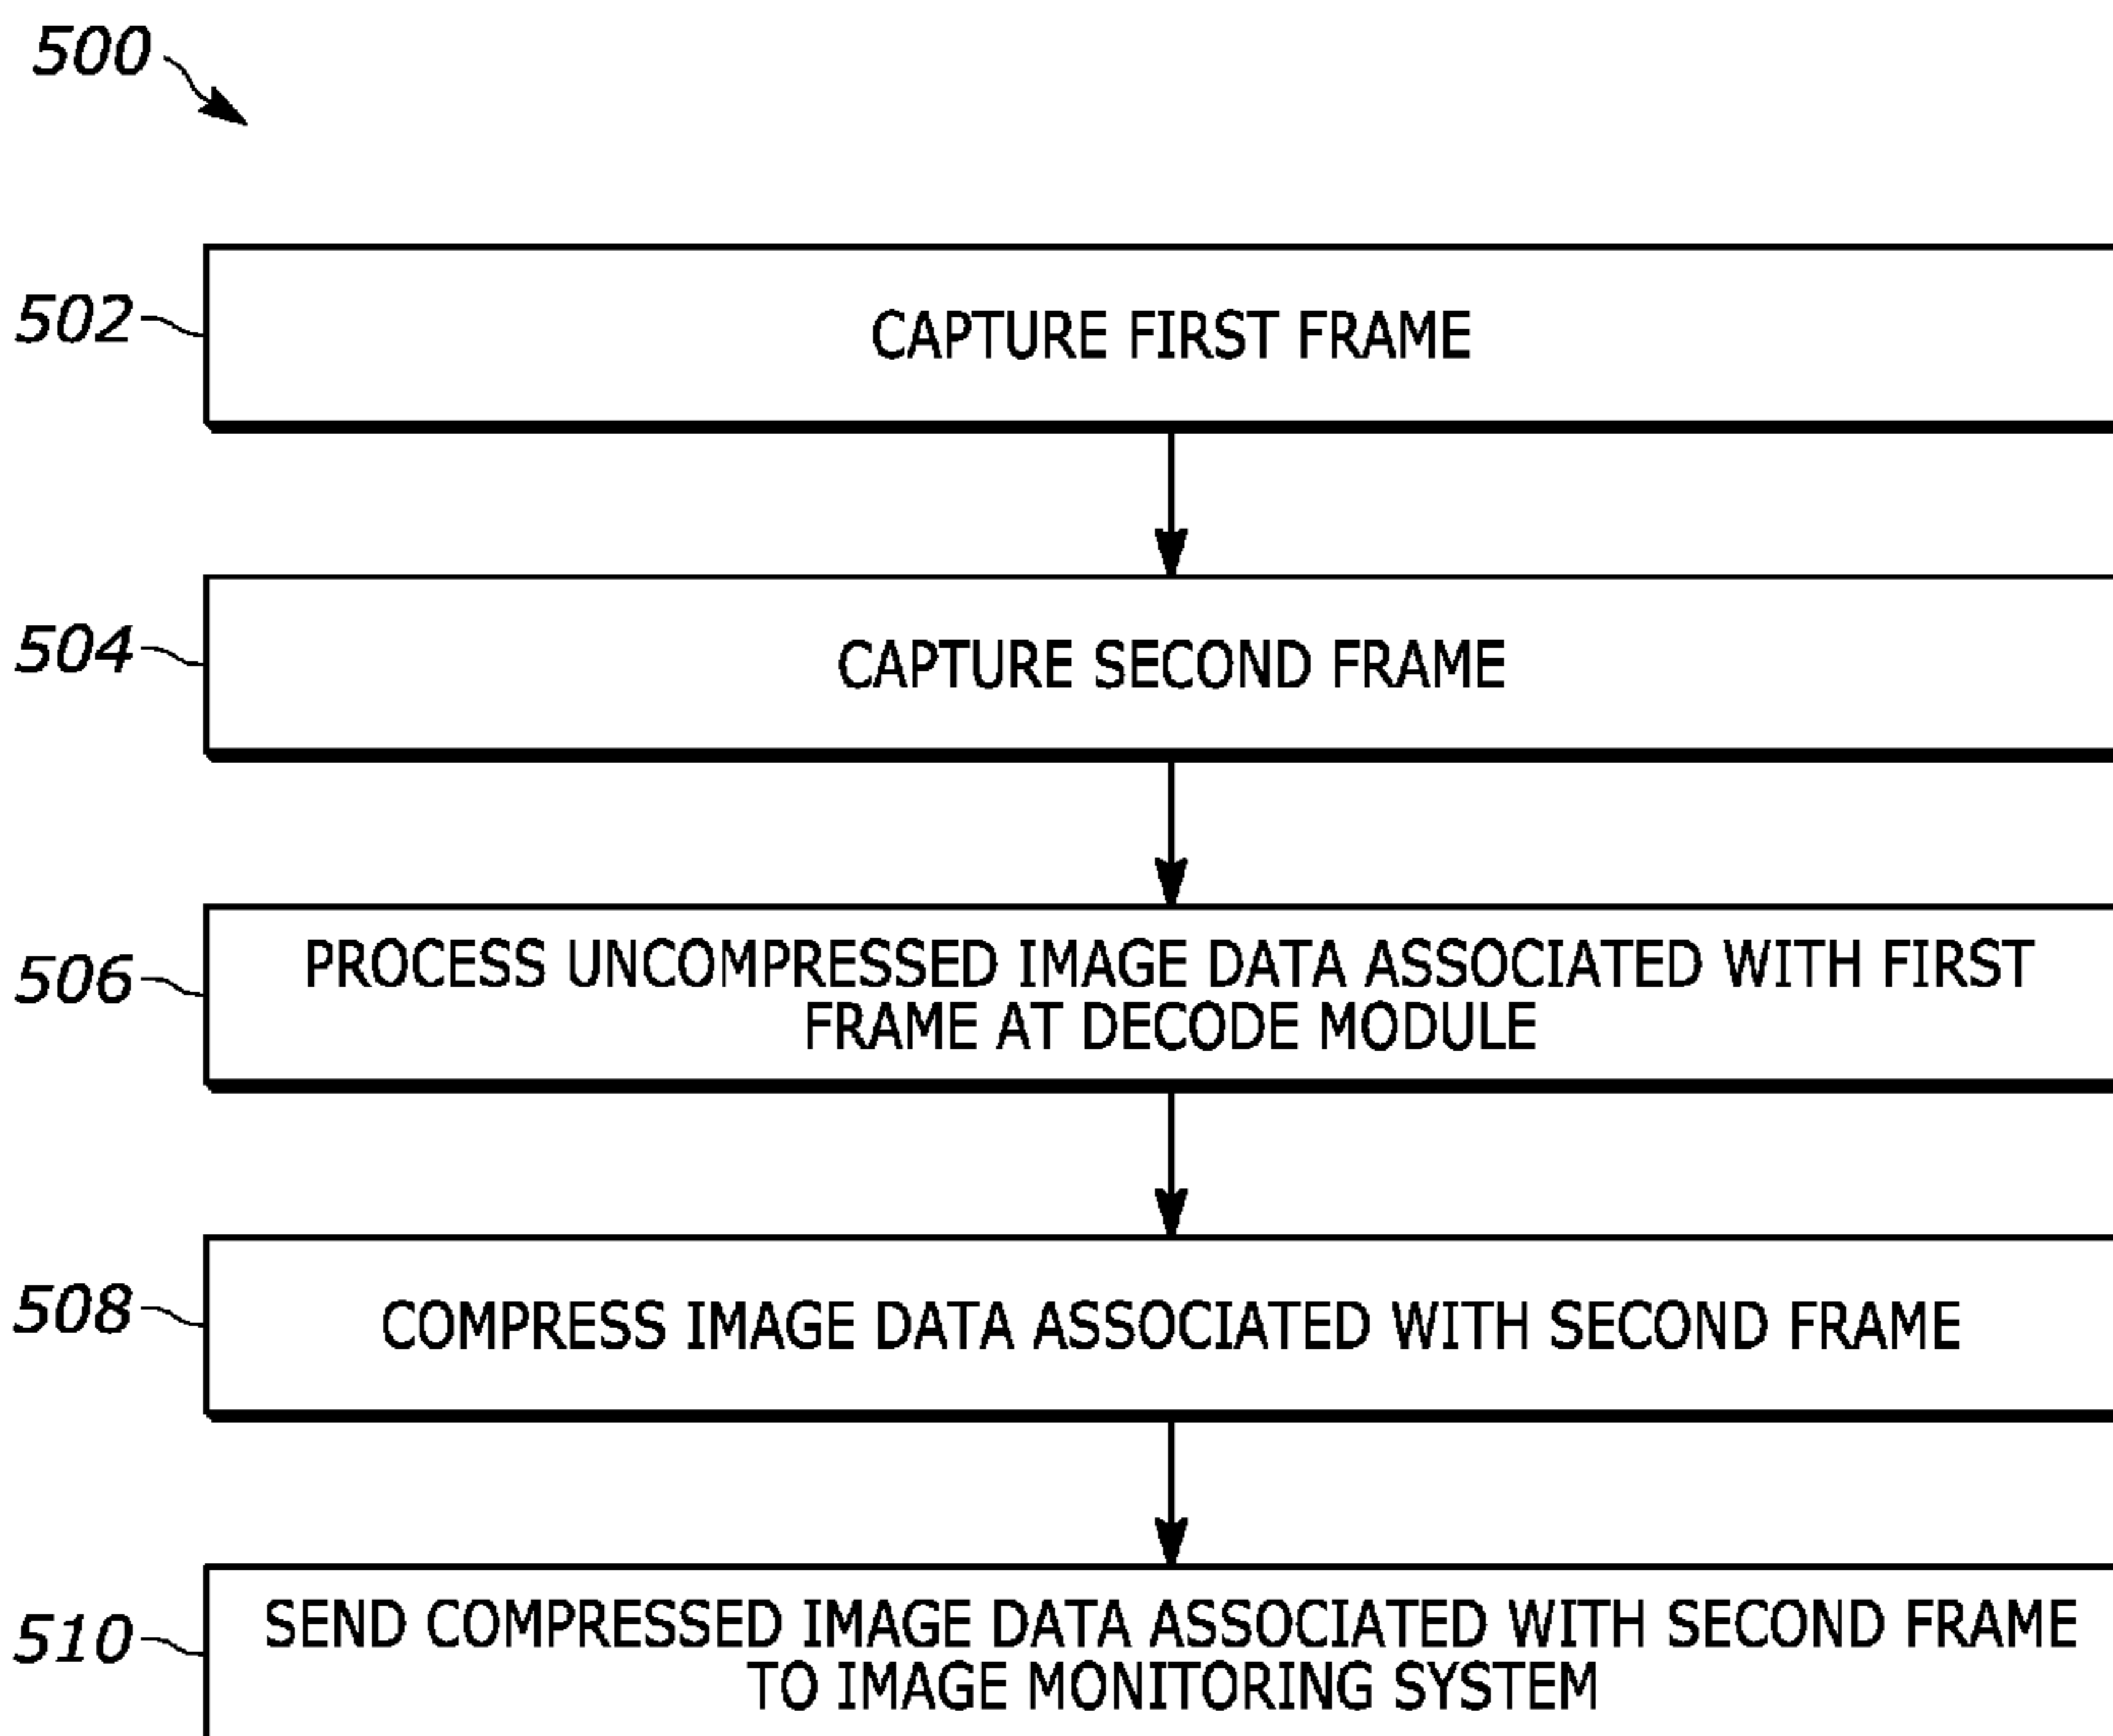 500
502
CAPTURE FIRST FRAME
504
CAPTURE SECOND FRAME
506
PROCESS UNCOMPRESSED IMAGE DATA ASSOCIATED WITH FIRST
FRAME AT DECODE MODULE
508
COMPRESS IMAGE DATA ASSOCIATED WITH SECOND FRAME
510
SEND COMPRESSED IMAGE DATA ASSOCIATED WITH SECOND FRAME
TO IMAGE MONITORING SYSTEM